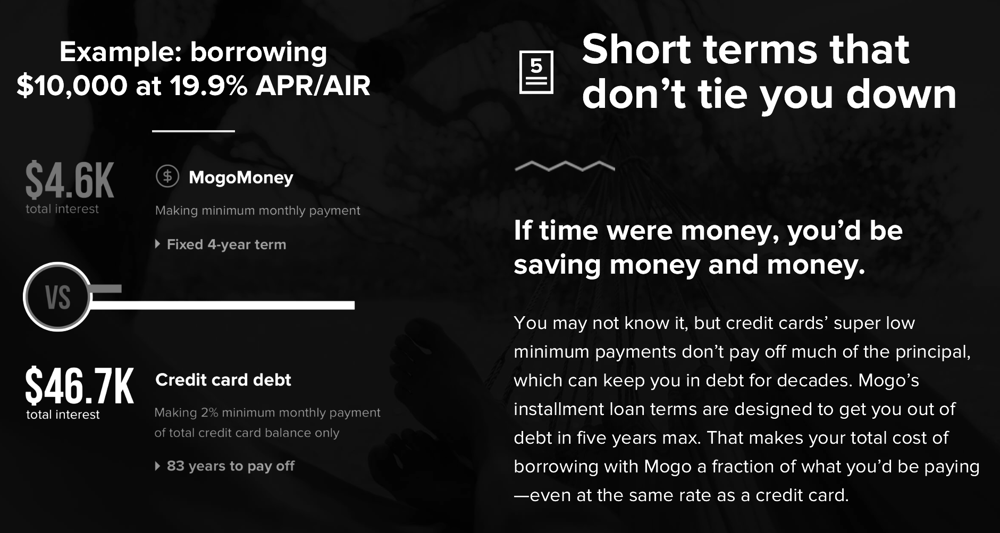 Example: borrowing
$10,000 at 19.9% APR/AIR
$4.6K
total interest
$ MogoMoney
Making minimum monthly payment
Fixed 4-year term
VS
$46.7K
total interest
Credit card debt
Making 2% minimum monthly payment
of total credit card balance only
83 years to pay off
5
Short terms that
don’t tie you down
If time were money, you’d be
saving money and money.
You may not know it, but credit cards’ super low
minimum payments don’t pay off much of the principal,
which can keep you in debt for decades. Mogo’s
installment loan terms are designed to get you out of
debt in five years max. That makes your total cost of
borrowing with Mogo a fraction of what you’d be paying
—even at the same rate as a credit card.